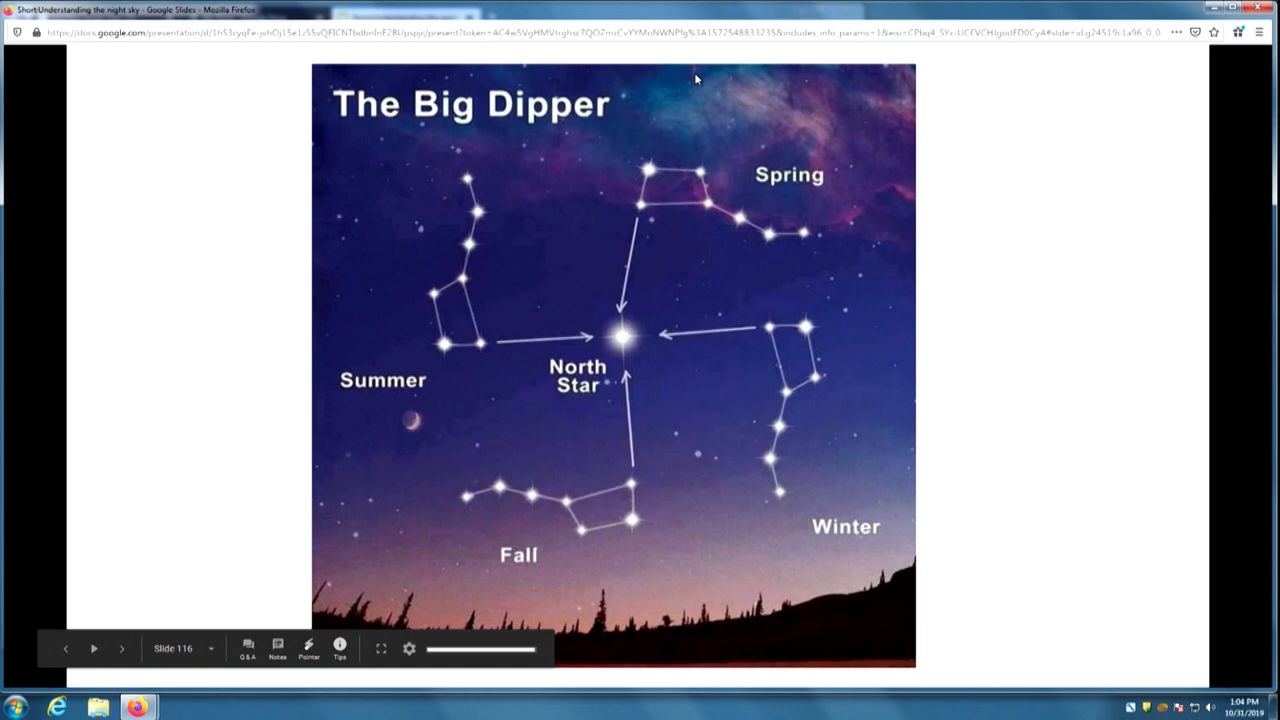 Short:Understanding the night sky - Google Slides - Mozilla Firefox
The Big Dipper
Spring
North
Star
Summer
Winter
Fall
Slide 116
Q & A
Notes
Pointer
Tips
1:04 PM
10/31/2019